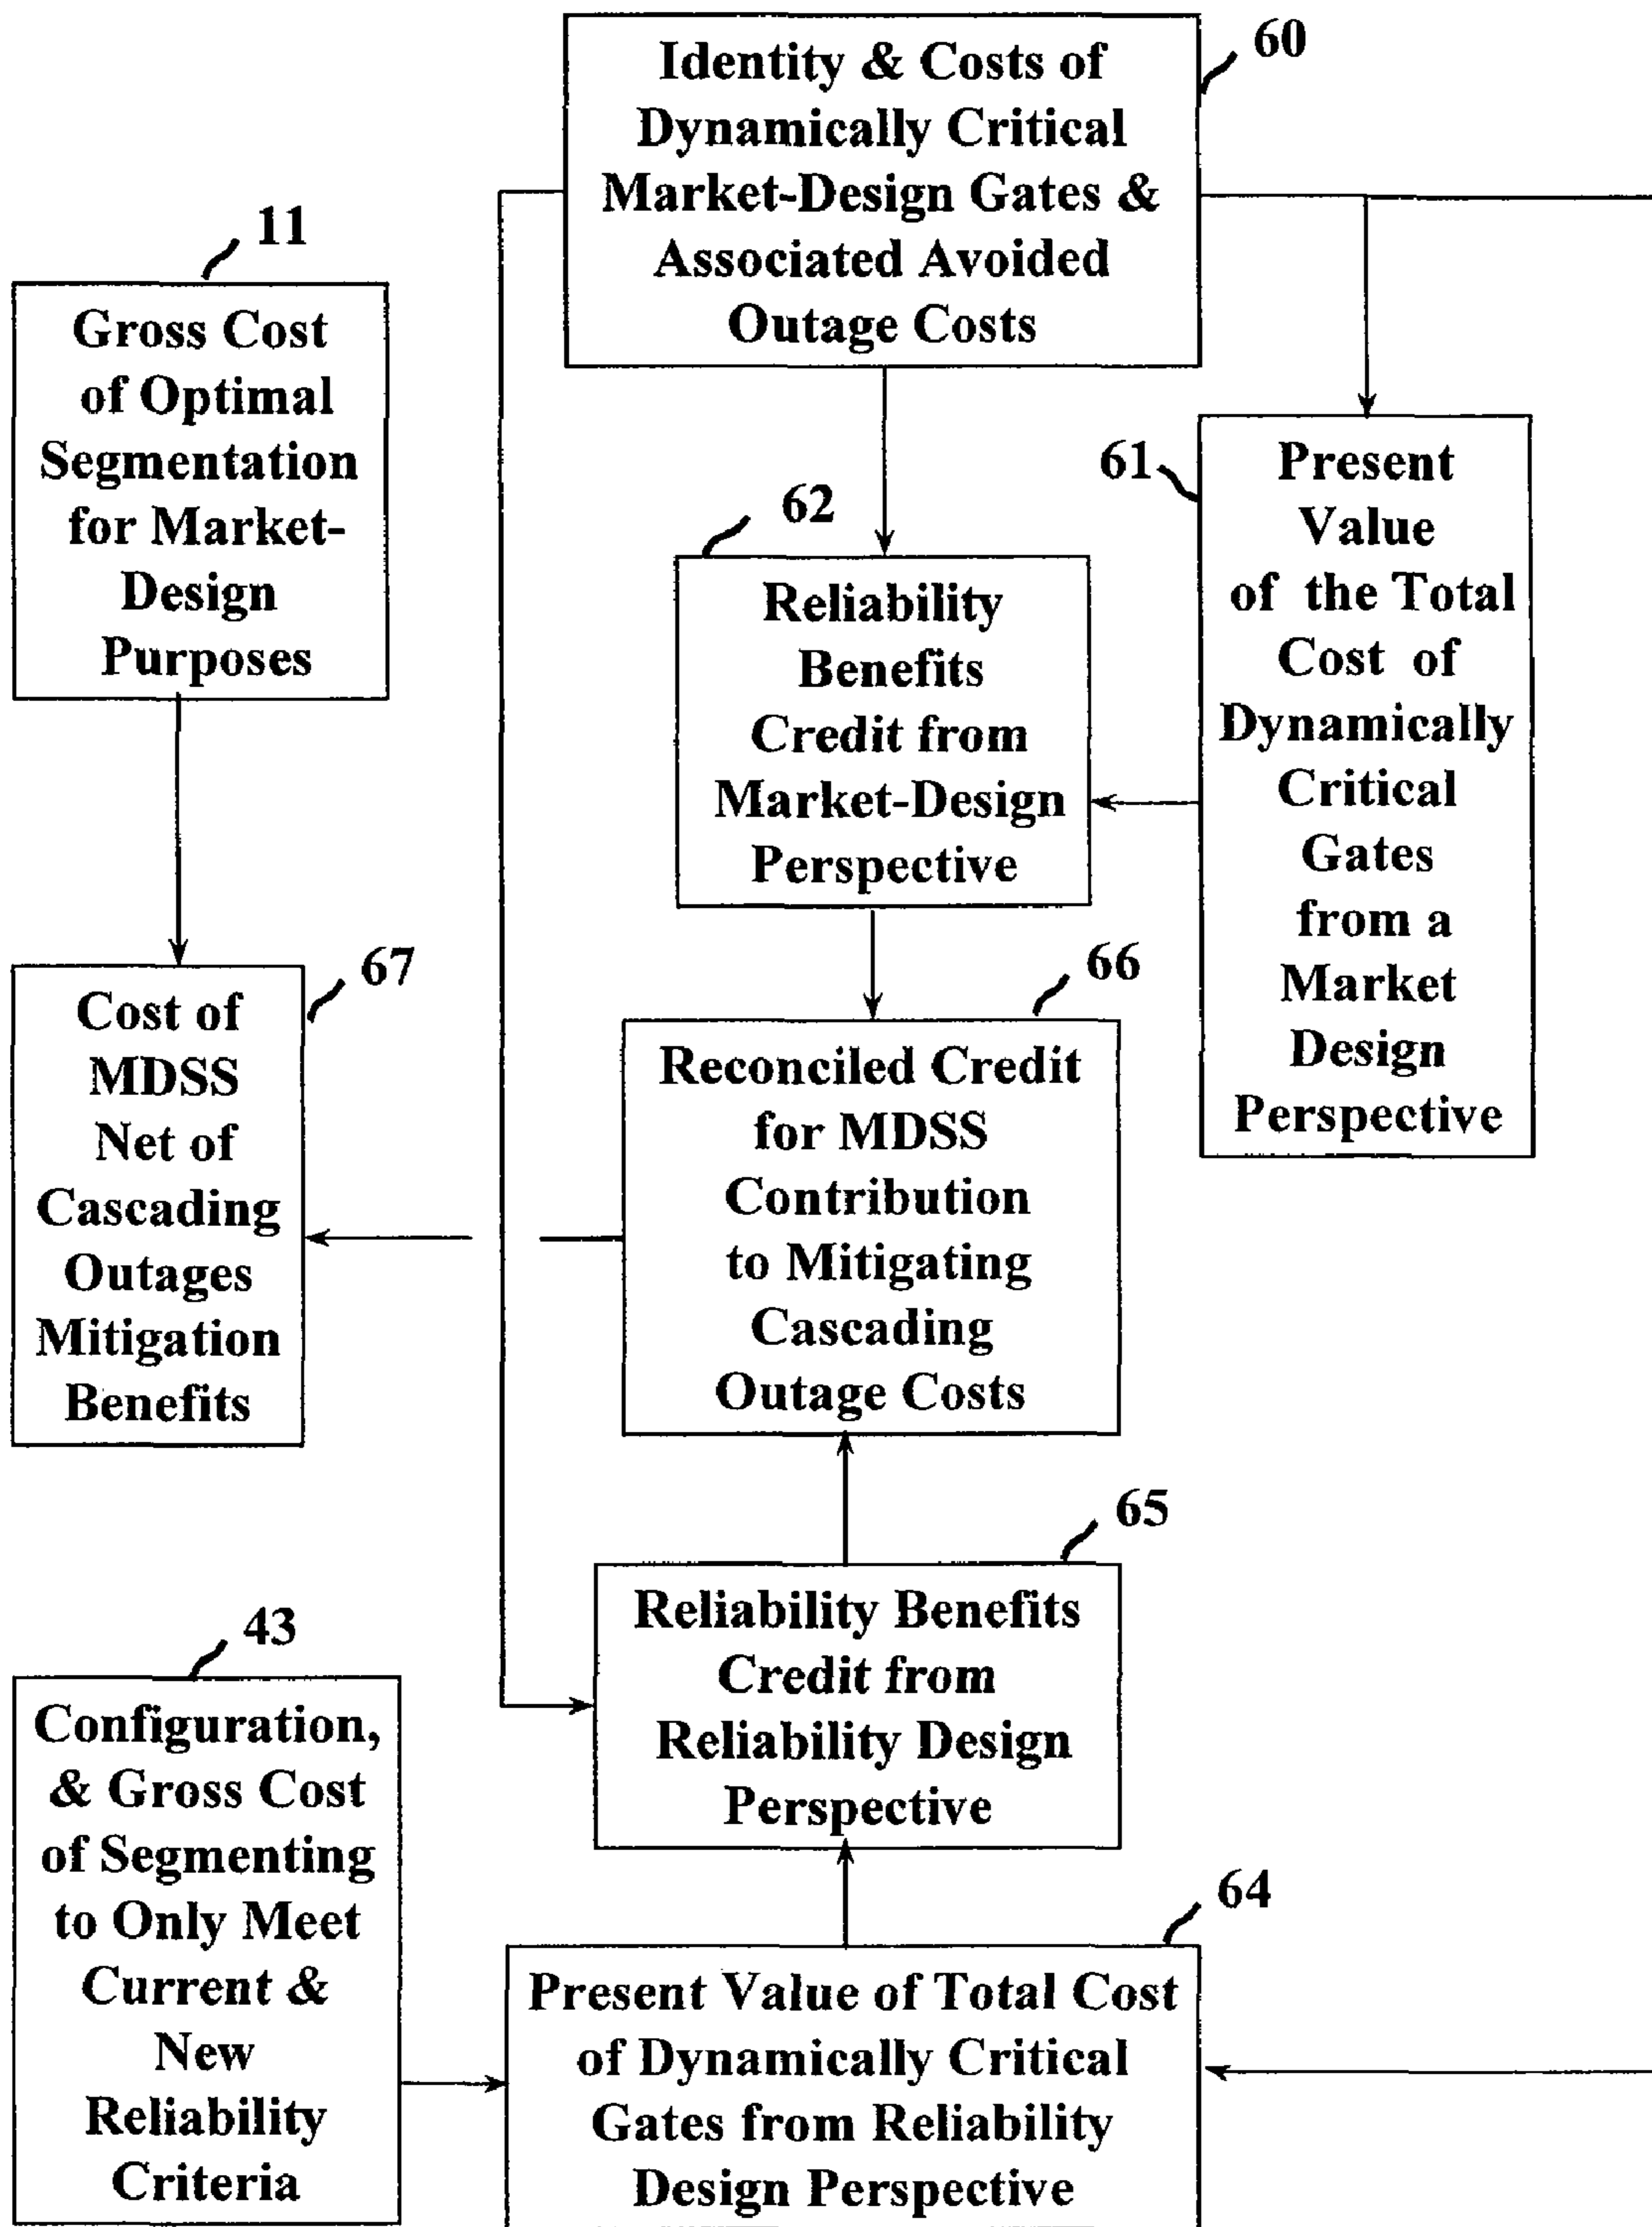 60
Identity & Costs of
Dynamically Critical
Market-Design Gates &
Associated Avoided
Outage Costs
11
Gross Cost
of Optimal
Segmentation
for Market-
Design
Purposes
61
Present
Value
of the Total
Cost of
Dynamically
Critical
Gates
from a
Market
Design
Perspective
62
Reliability
Benefits
Credit from
Market-Design
Perspective
67
Cost of
MDSS
Net of
Cascading
Outages
Mitigation
Benefits
66
Reconciled Credit
for MDSS
Contribution
to Mitigating
Cascading
Outage Costs
65
Reliability Benefits
Credit from
Reliability Design
Perspective
43
Configuration,
& Gross Cost
of Segmenting
to Only Meet
Current &
New
Reliability
Criteria
64
Present Value of Total Cost
of Dynamically Critical
Gates from Reliability
Design Perspective